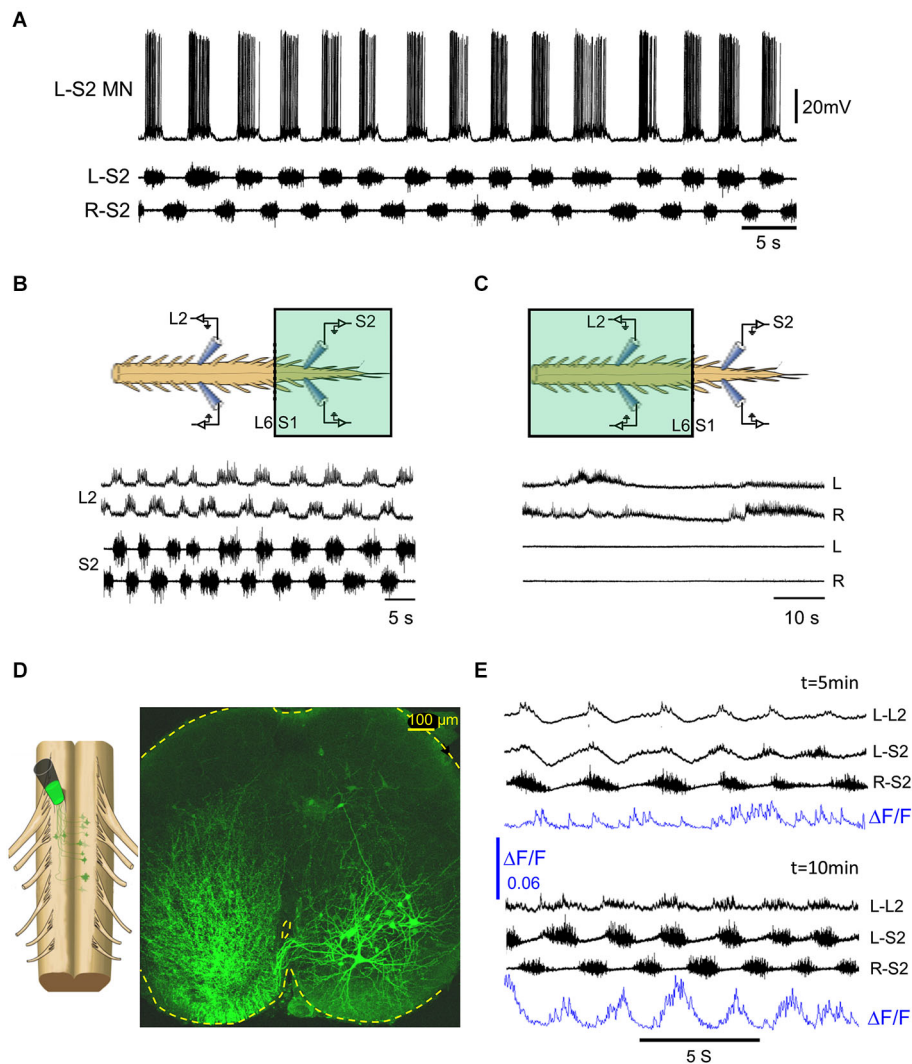 A
L-S2 MN
20mV
L-S2
R-S2
5 s
B
L2
S2
L6
S1
L2
S2
5 s
C
L2
S2
L6
S1
L
R
L
R
10 s
D
100 µm
E
t=5min
L-L2
L-S2
R-S2
ΔF/F
ΔF/F
0.06
t=10min
L-L2
L-S2
R-S2
ΔF/F
5 S